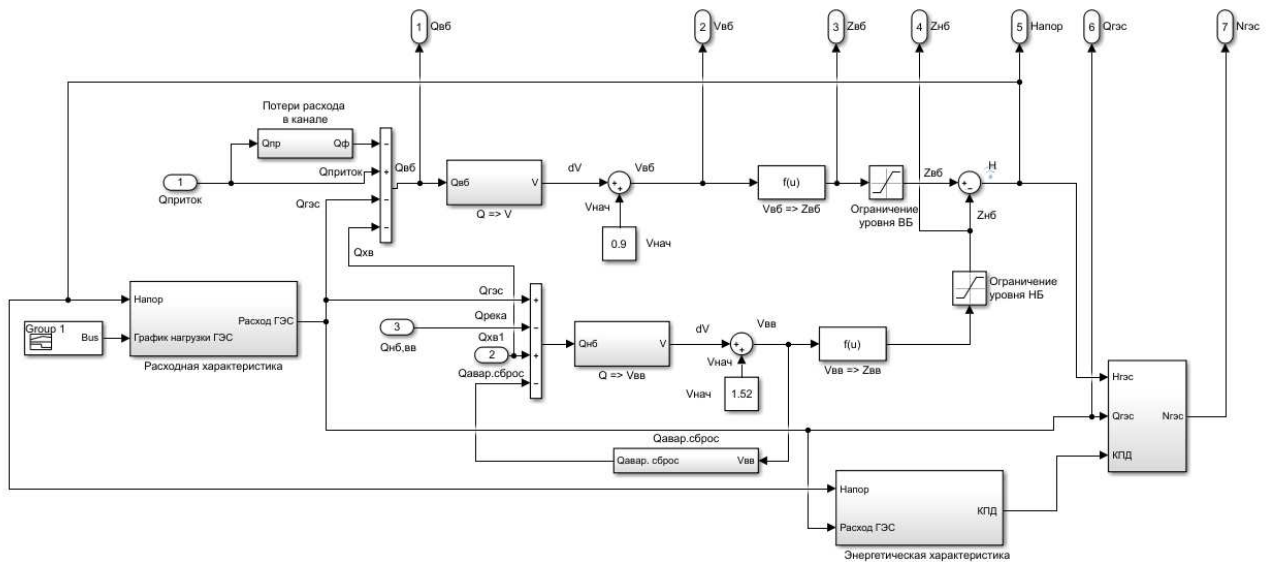 1 Qвб
2 Vвб
3 Zвб
4 Zнб
5 Напор
6 Qгэс
7 Nгэс
Потери расхода
в канале
Qпр Qф
1
Qприток
Qприток
Qгэс
Qхв
−
+
−
−
Qвб
Qвб V
Q => V
dV
Vнач
++
0.9 Vнач
Vвб
f(u)
Vвб => Zвб
Ограничение
уровня ВБ
Zвб
+−
H
Zнб
Ограничение
уровня НБ
Group 1
Bus
Напор
График нагрузки ГЭС
Расход ГЭС
Расходная характеристика
3
Qнб,вв
Qгэс
Qрека
Qхв1
2
Qавар.сброс
+
−
+
−
Qнб V
Q => Vвв
dV
Vнач
++
Vнач 1.52
Vвв
f(u)
Vвв => Zвв
Qавар.сброс
Qавар. сброс Vвв
Напор
Расход ГЭС
КПД
Энергетическая характеристика
Hгэс
Qгэс
КПД
Nгэс